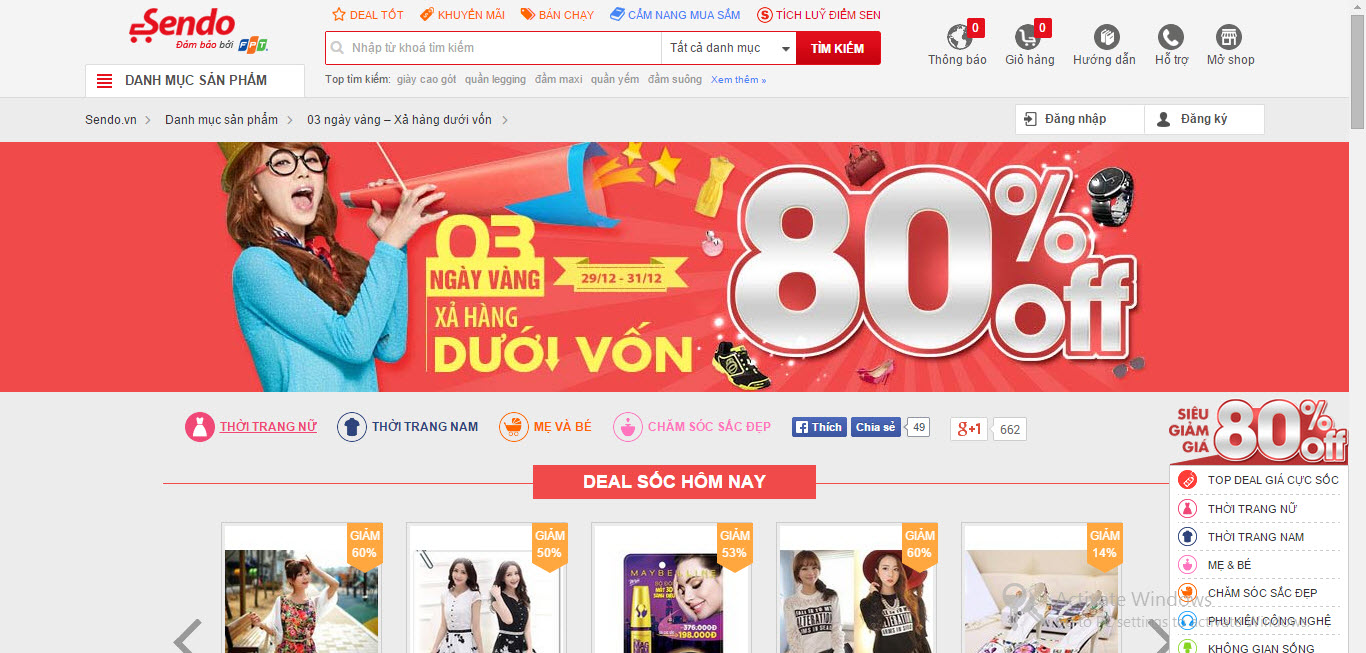 Sendo
Đảm bảo bởi FPT
DEAL TỐT
KHUYẾN MÃI
BÁN CHẠY
CẨM NANG MUA SẮM
TÍCH LUỸ ĐIỂM SEN
Nhập từ khoá tìm kiếm
Tất cả danh mục
TÌM KIẾM
0
0
Thông báo
Giỏ hàng
Hướng dẫn
Hỗ trợ
Mở shop
DANH MỤC SẢN PHẨM
Top tìm kiếm: giày cao gót quần legging đầm maxi quần yếm đầm suông Xem thêm »
Sendo.vn
Danh mục sản phẩm
03 ngày vàng – Xả hàng dưới vốn
Đăng nhập
Đăng ký
03
NGÀY VÀNG
29/12 - 31/12
XẢ HÀNG
DƯỚI VỐN
80% off
THỜI TRANG NỮ
THỜI TRANG NAM
MẸ VÀ BÉ
CHĂM SÓC SẮC ĐẸP
Thích
Chia sẻ
49
g+1
662
SIÊU
GIẢM
GIÁ
80% off
DEAL SỐC HÔM NAY
TOP DEAL GIÁ CỰC SỐC
THỜI TRANG NỮ
THỜI TRANG NAM
MẸ & BÉ
CHĂM SÓC SẮC ĐẸP
PHỤ KIỆN CÔNG NGHỆ
KHÔNG GIAN SỐNG
GIẢM
60%
GIẢM
50%
GIẢM
53%
GIẢM
60%
GIẢM
14%
MAYBELLINE
-376.000Đ
-198.000Đ
Activate Windows